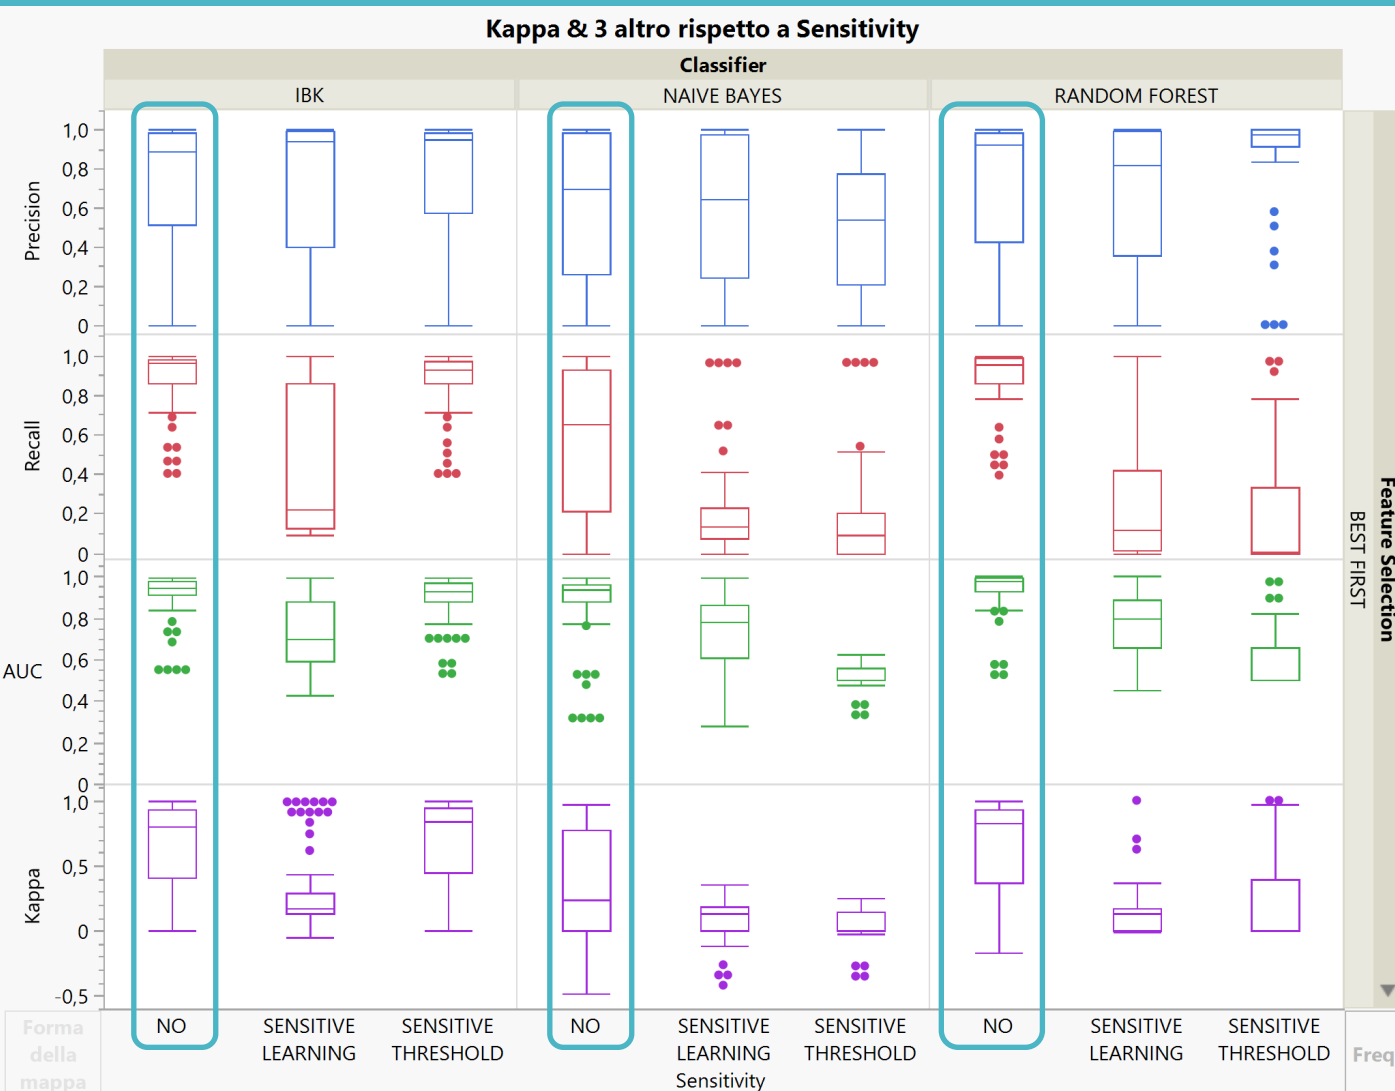 Kappa & 3 altro rispetto a Sensitivity
Classifier
IBK
NAIVE BAYES
RANDOM FOREST
Precision
1,0
0,8
0,6
0,4
0,2
0
Recall
1,0
0,8
0,6
0,4
0,2
0
AUC
1,0
0,8
0,6
0,4
0,2
0
Kappa
1,0
0,5
0
-0,5
BEST FIRST
Feature Selection
NO
SENSITIVE
LEARNING
SENSITIVE
THRESHOLD
NO
SENSITIVE
LEARNING
SENSITIVE
THRESHOLD
NO
SENSITIVE
LEARNING
SENSITIVE
THRESHOLD
Sensitivity
Forma
della
mappa
Freq